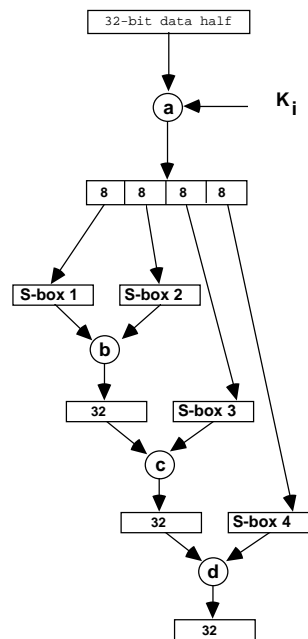 32-bit data half
a
K i
8 8 8 8
S-box 1 S-box 2
b
32 S-box 3
c
32 S-box 4
d
32